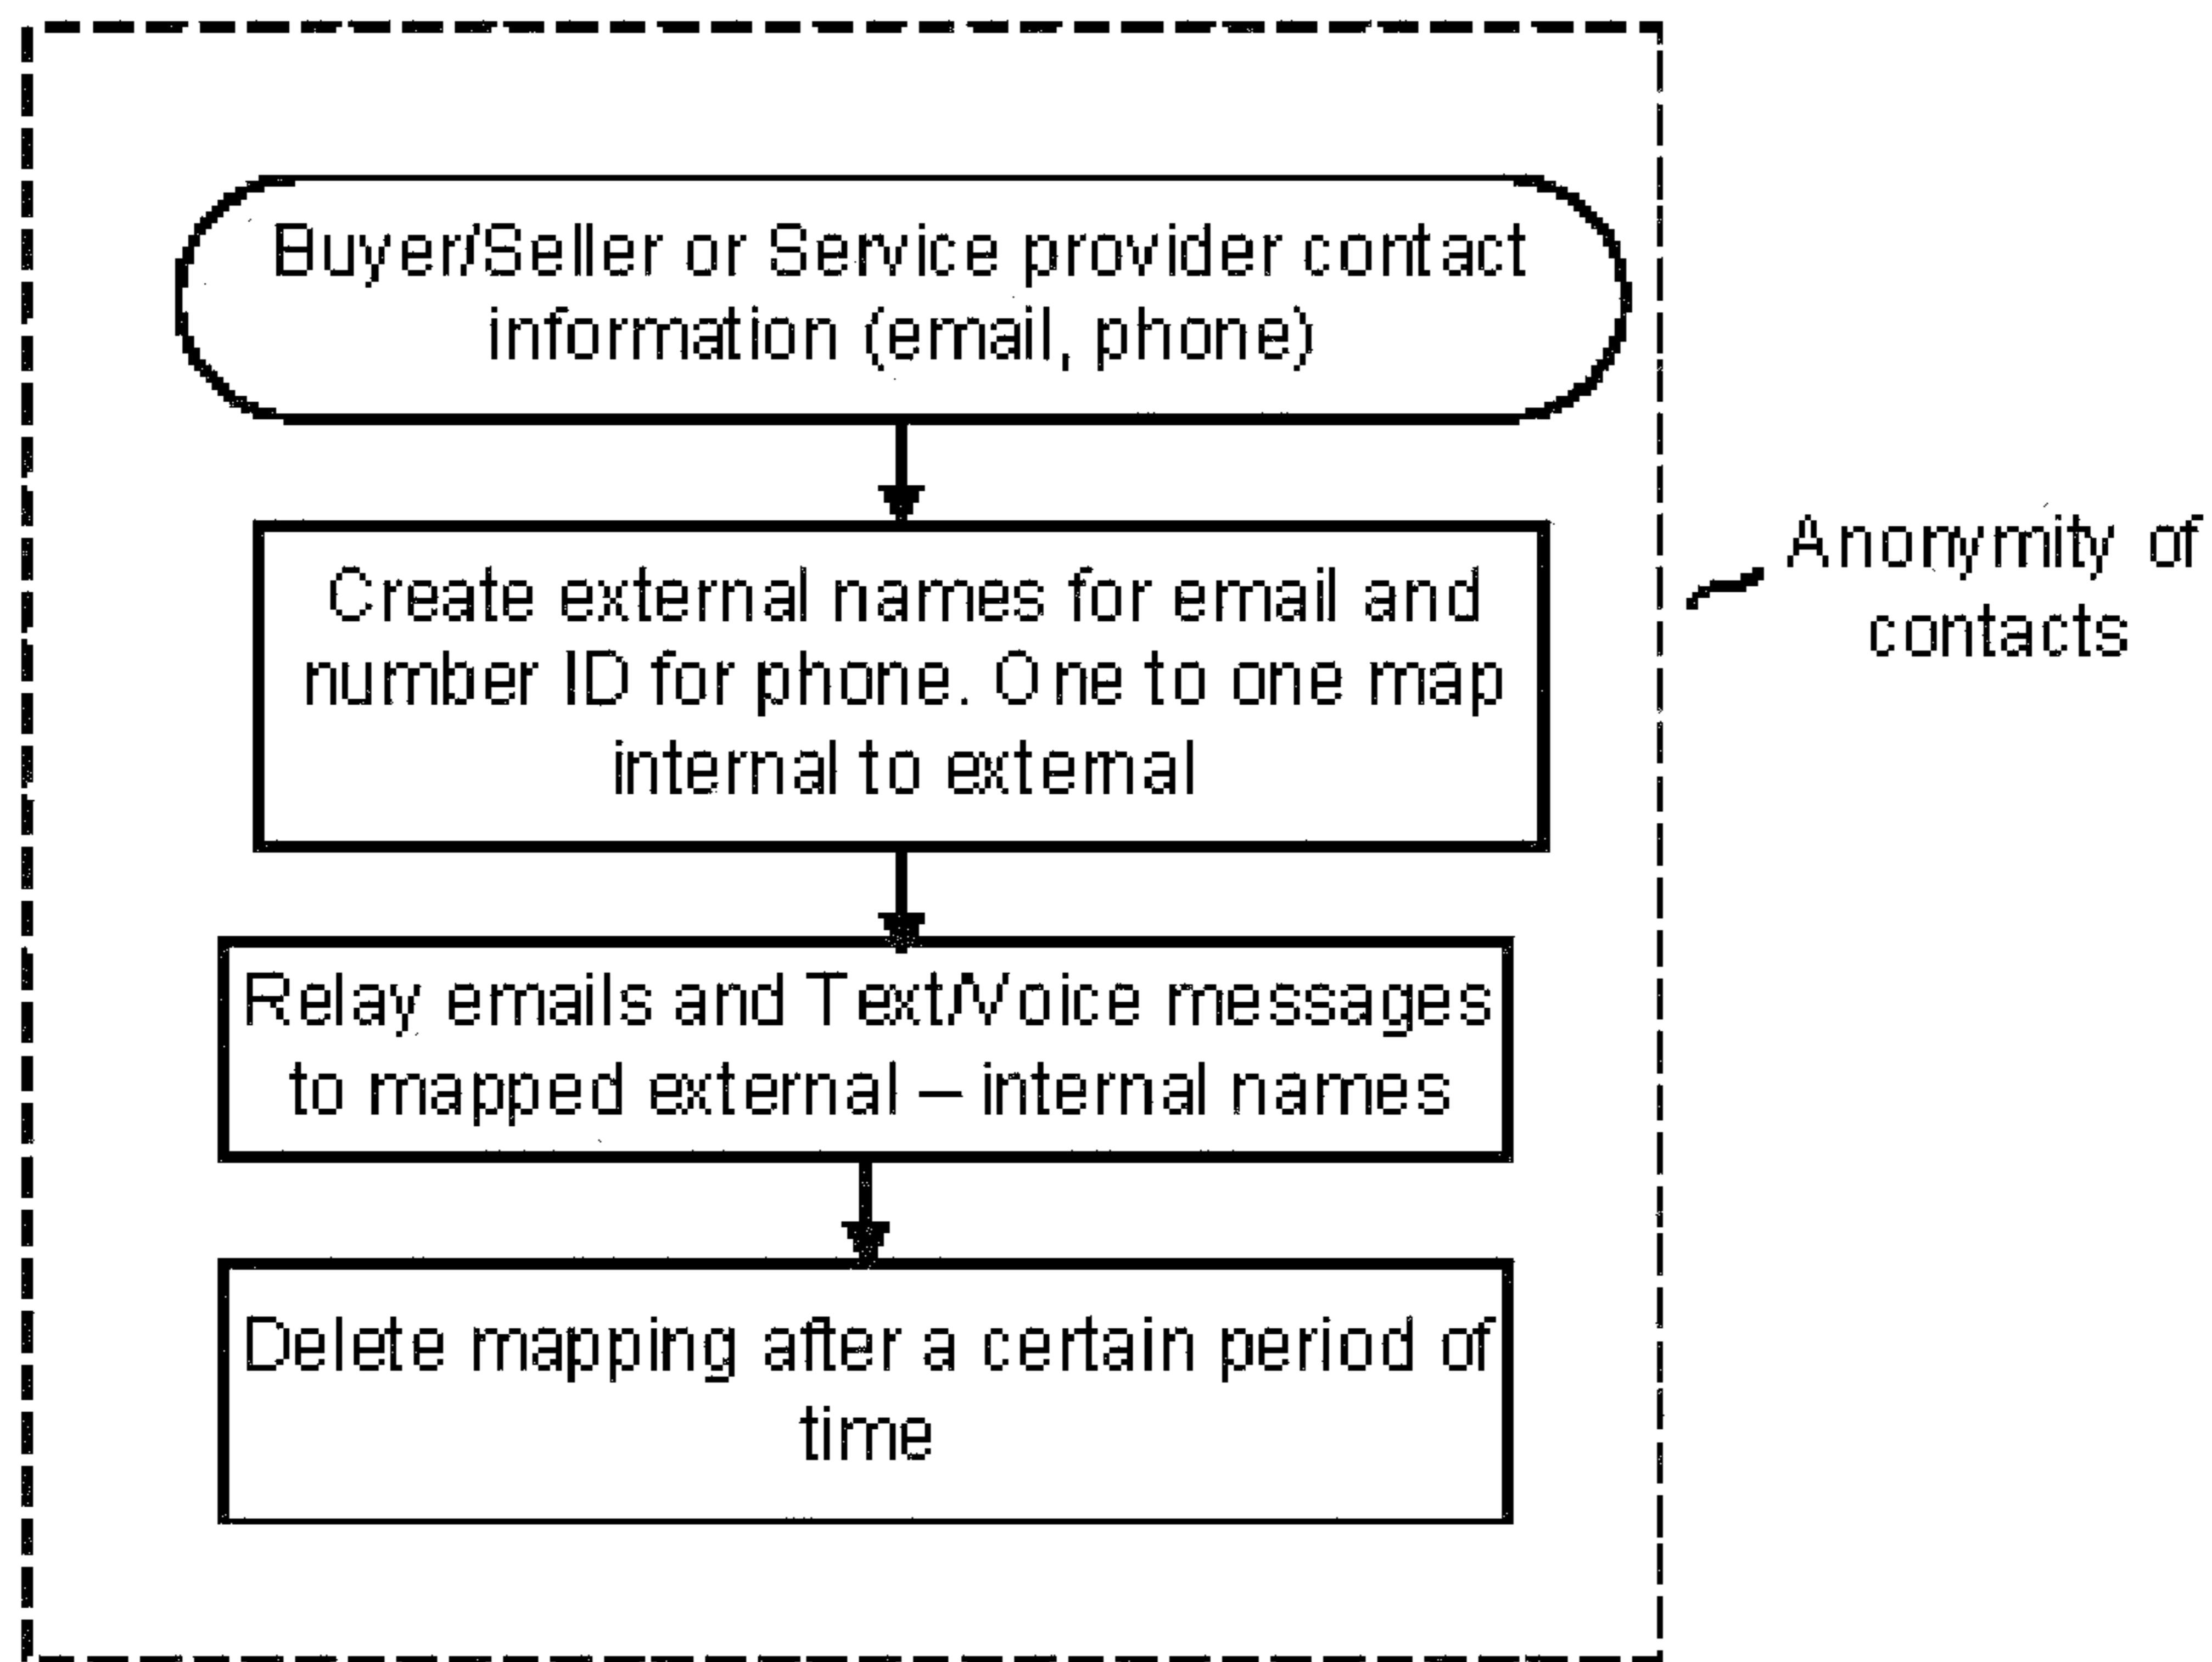 Buyer/Seller or Service provider contact
information (email, phone)
Create external names for email and
number ID for phone. One to one map
internal to external
Anonymity of
contacts
Relay emails and Text/Voice messages
to mapped external – internal names
Delete mapping after a certain period of
time